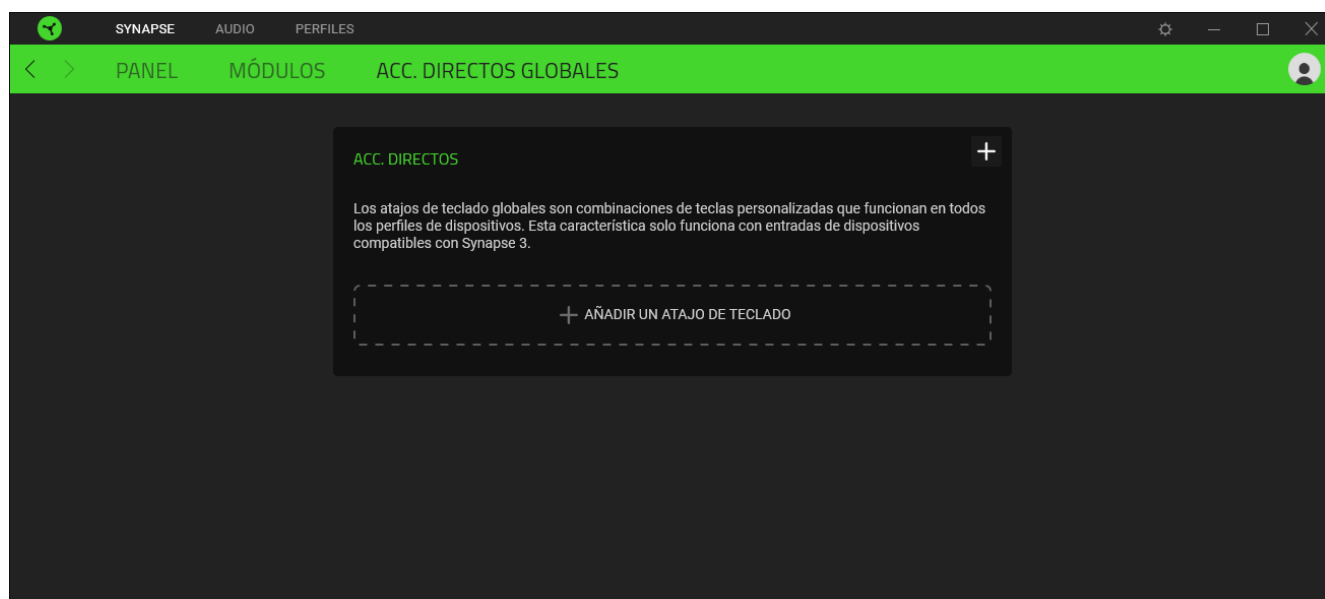 SYNAPSE AUDIO PERFILES
PANEL MÓDULOS ACC. DIRECTOS GLOBALES
ACC. DIRECTOS
Los atajos de teclado globales son combinaciones de teclas personalizadas que funcionan en todos
los perfiles de dispositivos. Esta característica solo funciona con entradas de dispositivos
compatibles con Synapse 3.
AÑADIR UN ATAJO DE TECLADO